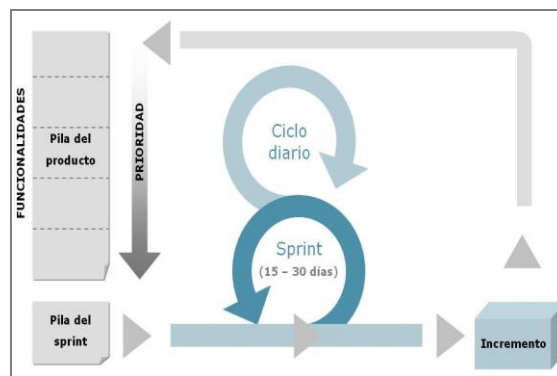 FUNCIONALIDADES
Pila del
producto
PRIORIDAD
Ciclo
diario
Sprint
(15 – 30 días)
Pila del
sprint
Incremento